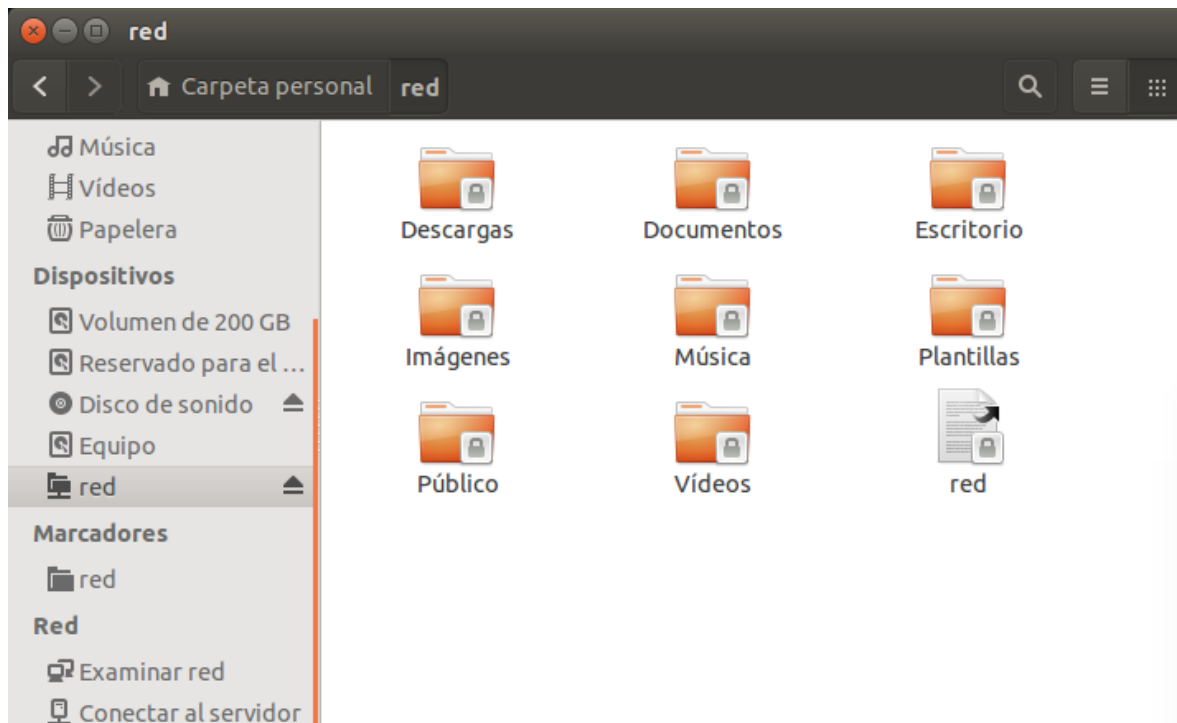 red
Carpeta personal red
Música
Vídeos
Papelera
Dispositivos
Volumen de 200 GB
Reservado para el ...
Disco de sonido
Equipo
red
Marcadores
red
Red
Examinar red
Conectar al servidor
Descargas Documentos Escritorio
Imágenes Música Plantillas
Público Vídeos red